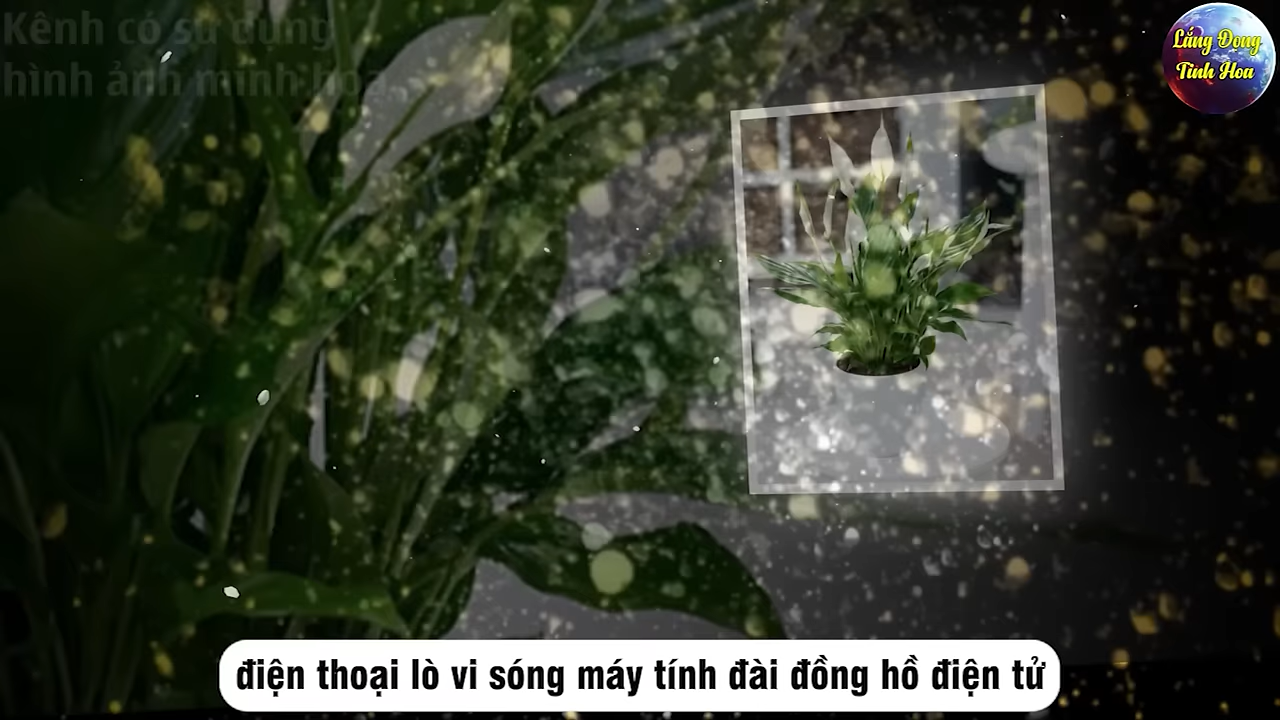 Kênh có sử dụng
hình ảnh minh họa
Lắng Đọng
Tinh Hoa
điện thoại lò vi sóng máy tính đài đồng hồ điện tử